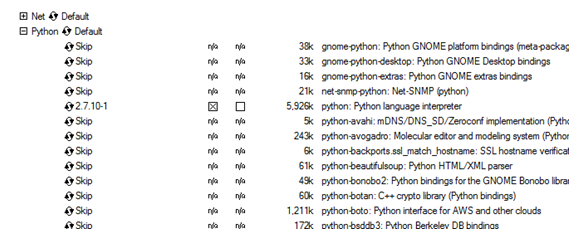 Net Default
Python Default
Skip n/a n/a 38k gnome-python: Python GNOME platform bindings (meta-packag
Skip n/a n/a 33k gnome-python-desktop: Python GNOME Desktop bindings
Skip n/a n/a 16k gnome-python-extras: Python GNOME extras bindings
Skip n/a n/a 21k net-snmp-python: Net-SNMP (python)
2.7.10-1 5,926k python: Python language interpreter
Skip n/a n/a 5k python-avahi: mDNS/DNS_SD/Zeroconf implementation (Pytho
Skip n/a n/a 243k python-avogadro: Molecular editor and modeling system (Python
Skip n/a n/a 6k python-backports.ssl_match_hostname: SSL hostname verificat
Skip n/a n/a 61k python-beautifulsoup: Python HTML/XML parser
Skip n/a n/a 49k python-bonobo2: Python bindings for the GNOME Bonobo librar
Skip n/a n/a 60k python-botan: C++ crypto library (Python bindings)
Skip n/a n/a 1,211k python-boto: Python interface for AWS and other clouds
Skip n/a n/a 172k python-bsddb3: Python Berkeley DB bindings